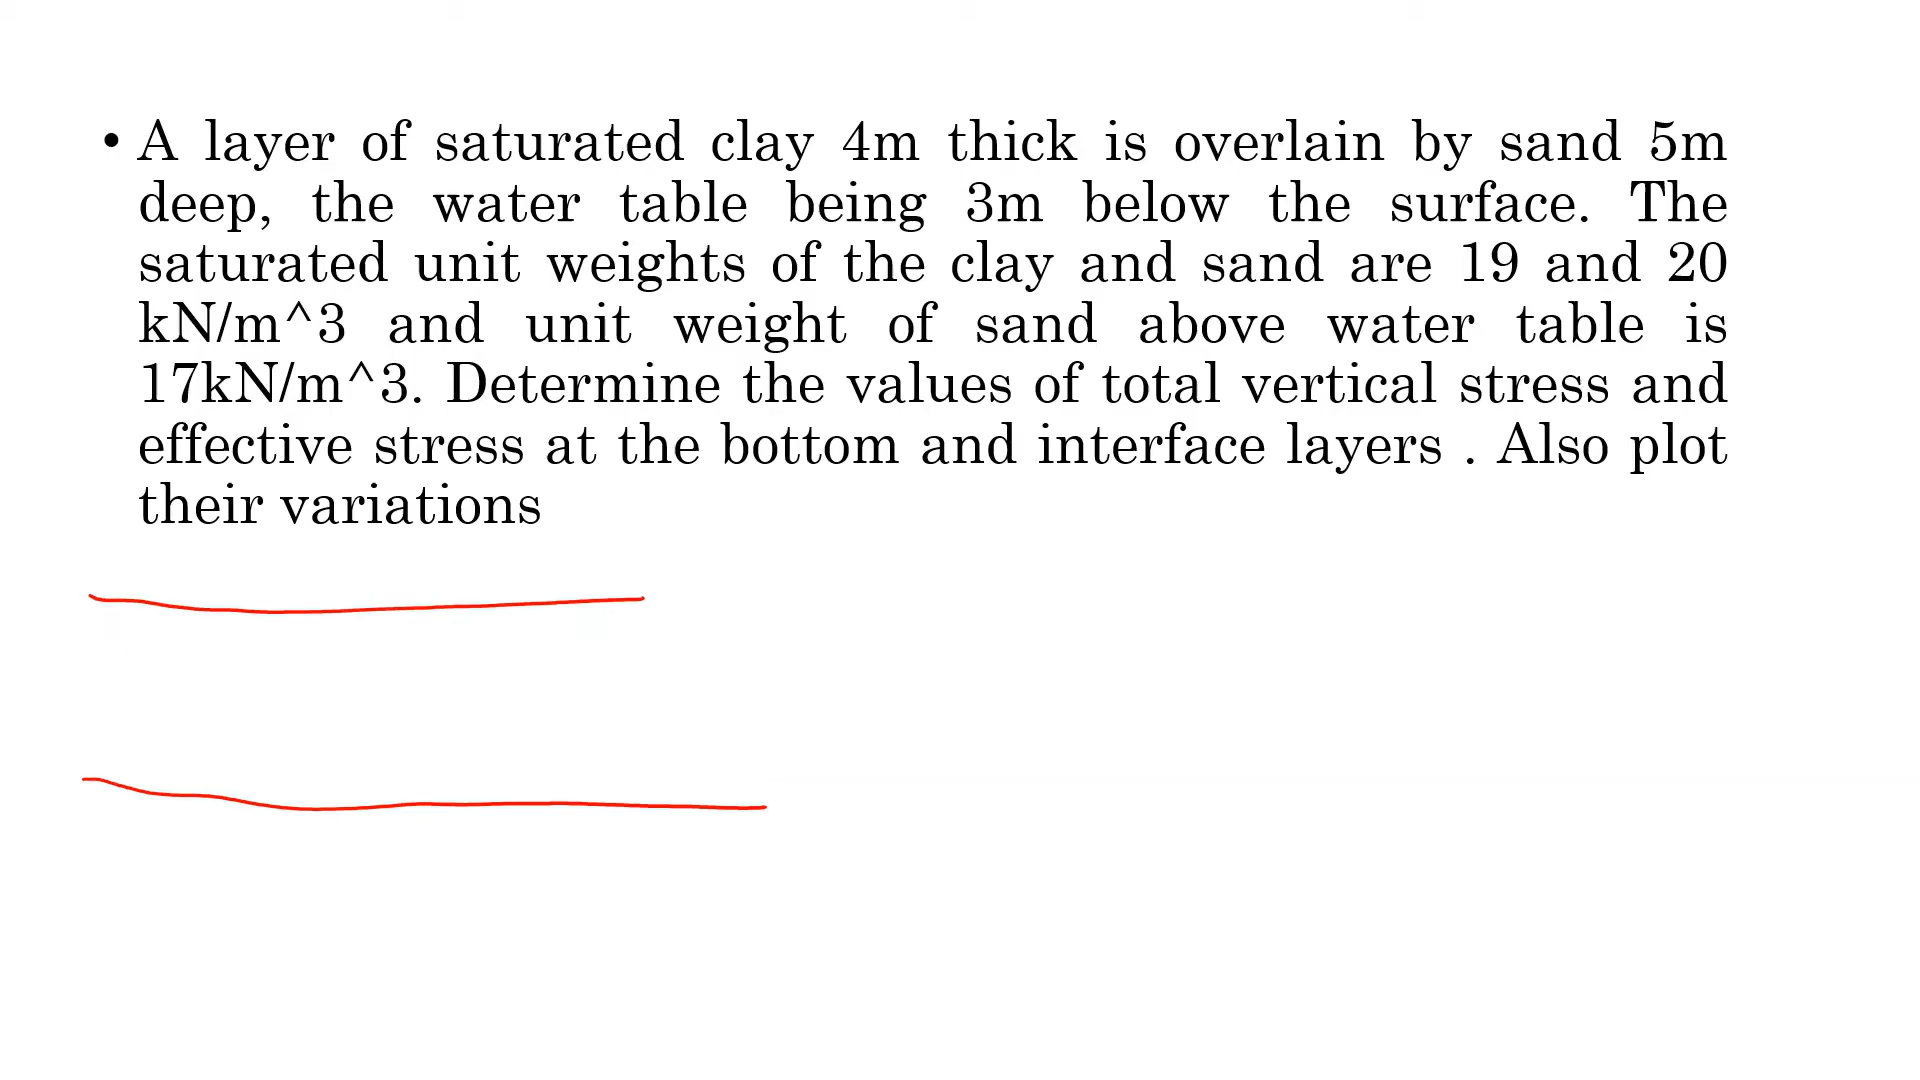 • A layer of saturated clay 4m thick is overlain by sand 5m
deep, the water table being 3m below the surface. The
saturated unit weights of the clay and sand are 19 and 20
kN/m^3 and unit weight of sand above water table is
17kN/m^3. Determine the values of total vertical stress and
effective stress at the bottom and interface layers . Also plot
their variations